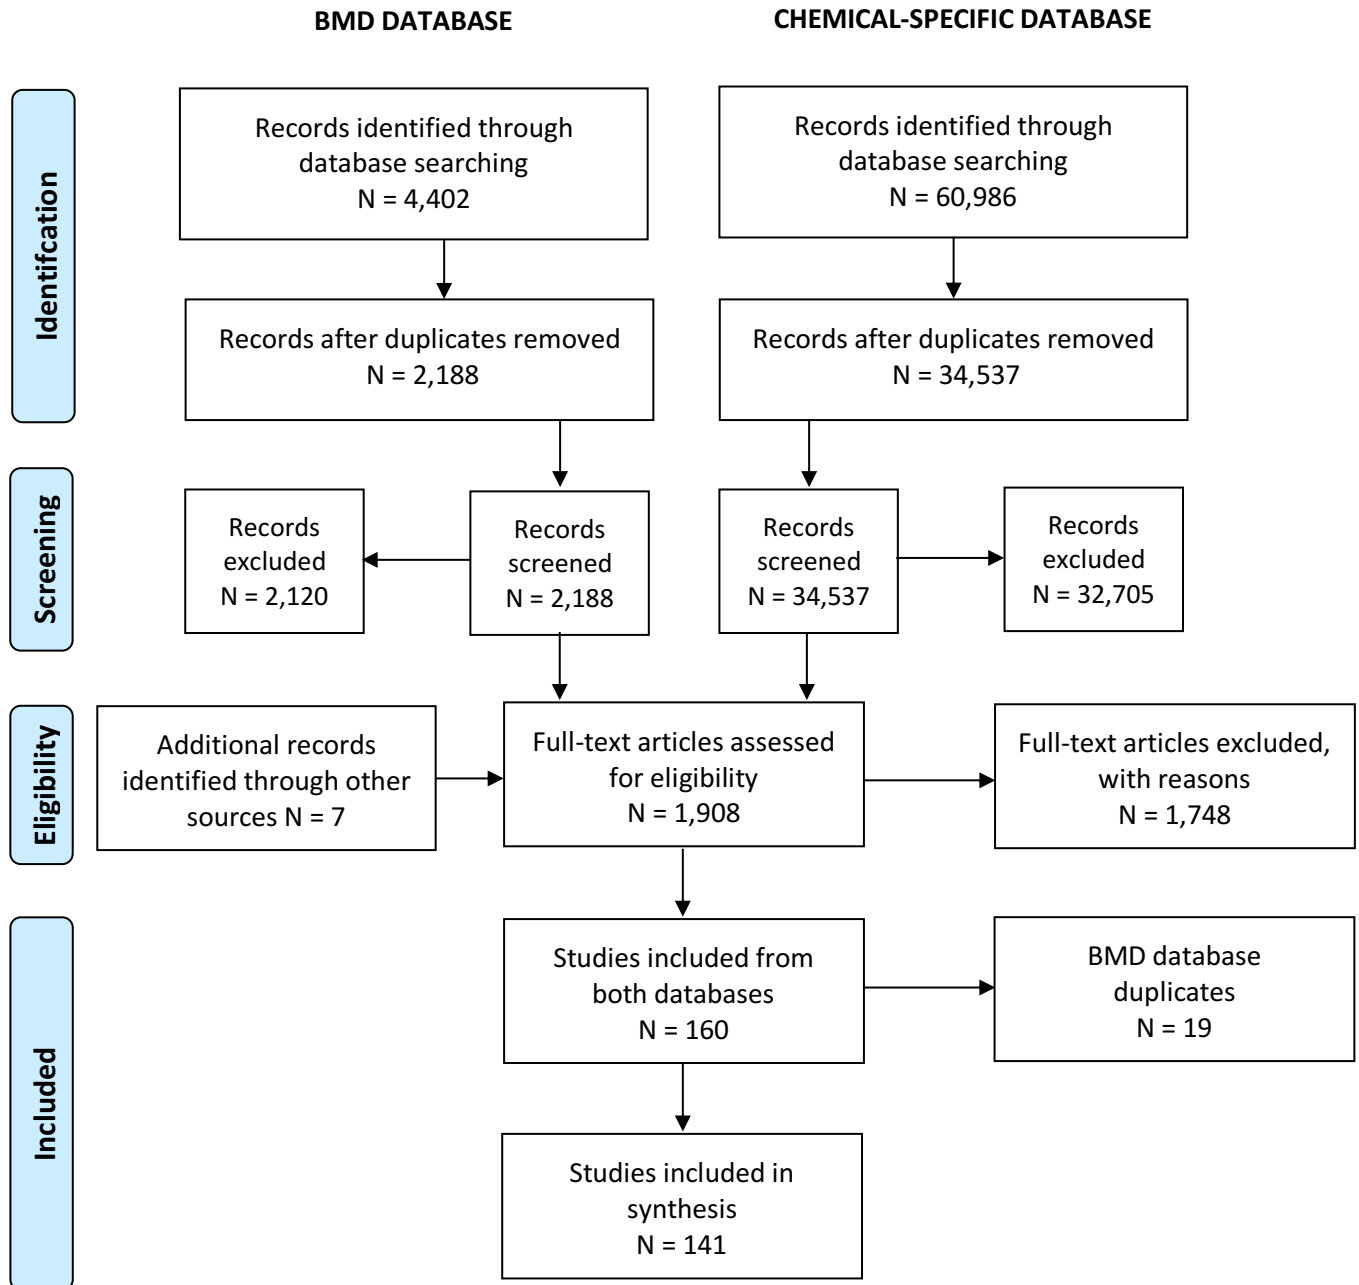 BMD DATABASE
CHEMICAL-SPECIFIC DATABASE
Identifcation
Records identified through
database searching
N = 4,402
Records identified through
database searching
N = 60,986
Records after duplicates removed
N = 2,188
Records after duplicates removed
N = 34,537
Screening
Records
excluded
N = 2,120
Records
screened
N = 2,188
Records
screened
N = 34,537
Records
excluded
N = 32,705
Eligibility
Additional records
identified through other
sources N = 7
Full-text articles assessed
for eligibility
N = 1,908
Full-text articles excluded,
with reasons
N = 1,748
Included
Studies included from
both databases
N = 160
BMD database
duplicates
N = 19
Studies included in
synthesis
N = 141